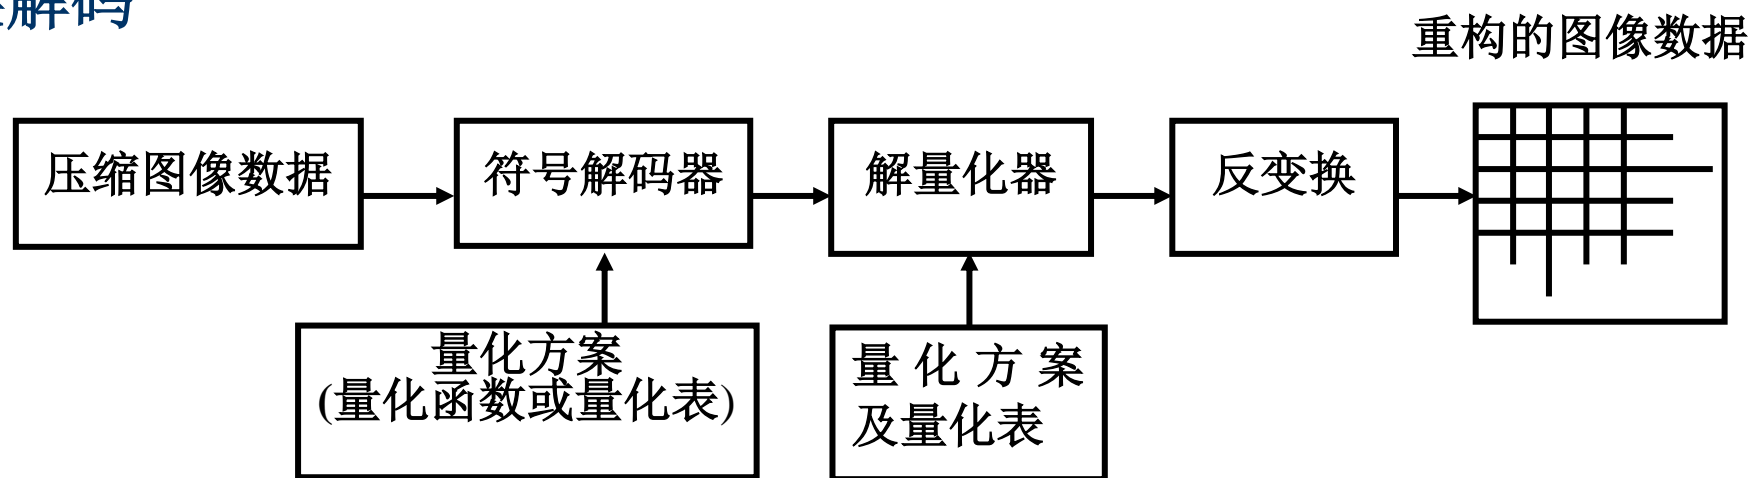 解码
重构的图像数据
压缩图像数据
符号解码器
解量化器
反变换
量化方案
(量化函数或量化表)
量化方案
及量化表